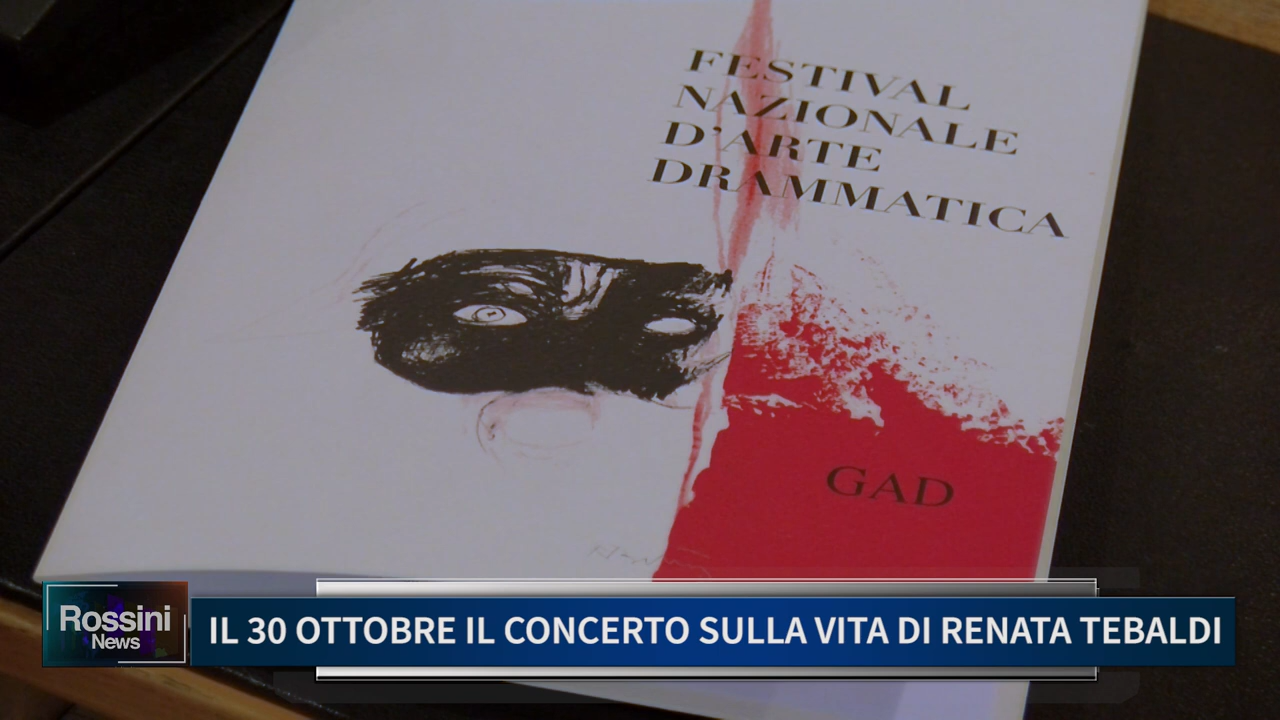 FESTIVAL
NAZIONALE
D'ARTE
DRAMMATICA
GAD
Rossini
News
IL 30 OTTOBRE IL CONCERTO SULLA VITA DI RENATA TEBALDI